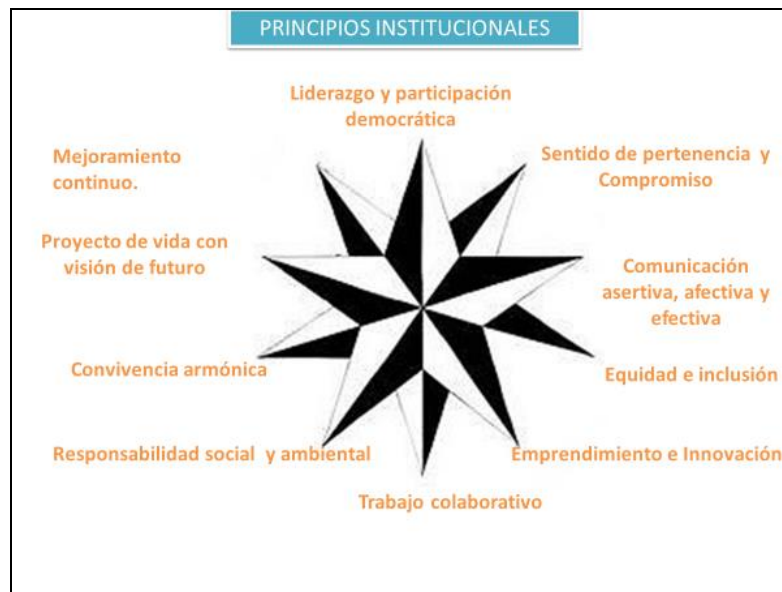 PRINCIPIOS INSTITUCIONALES
Liderazgo y participación
democrática
Mejoramiento
continuo.
Sentido de pertenencia y
Compromiso
Proyecto de vida con
visión de futuro
Comunicación
asertiva, afectiva y
efectiva
Convivencia armónica
Equidad e inclusión
Responsabilidad social y ambiental
Emprendimiento e Innovación
Trabajo colaborativo